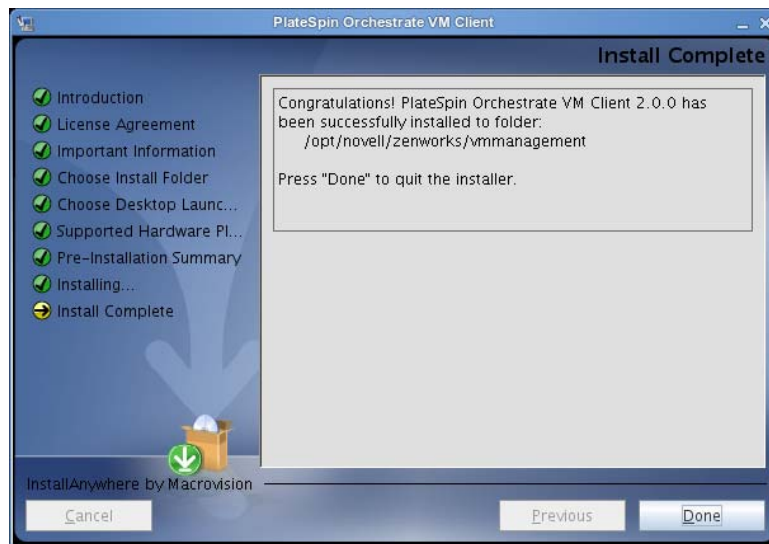 PlateSpin Orchestrate VM Client
Install Complete
Introduction
License Agreement
Important Information
Choose Install Folder
Choose Desktop Launc...
Supported Hardware Pl...
Pre-Installation Summary
Installing...
Install Complete
Congratulations! PlateSpin Orchestrate VM Client 2.0.0 has
been successfully installed to folder:
/opt/novell/zenworks/vmmanagement
Press "Done" to quit the installer.
InstallAnywhere by Macrovision
Cancel
Previous
Done